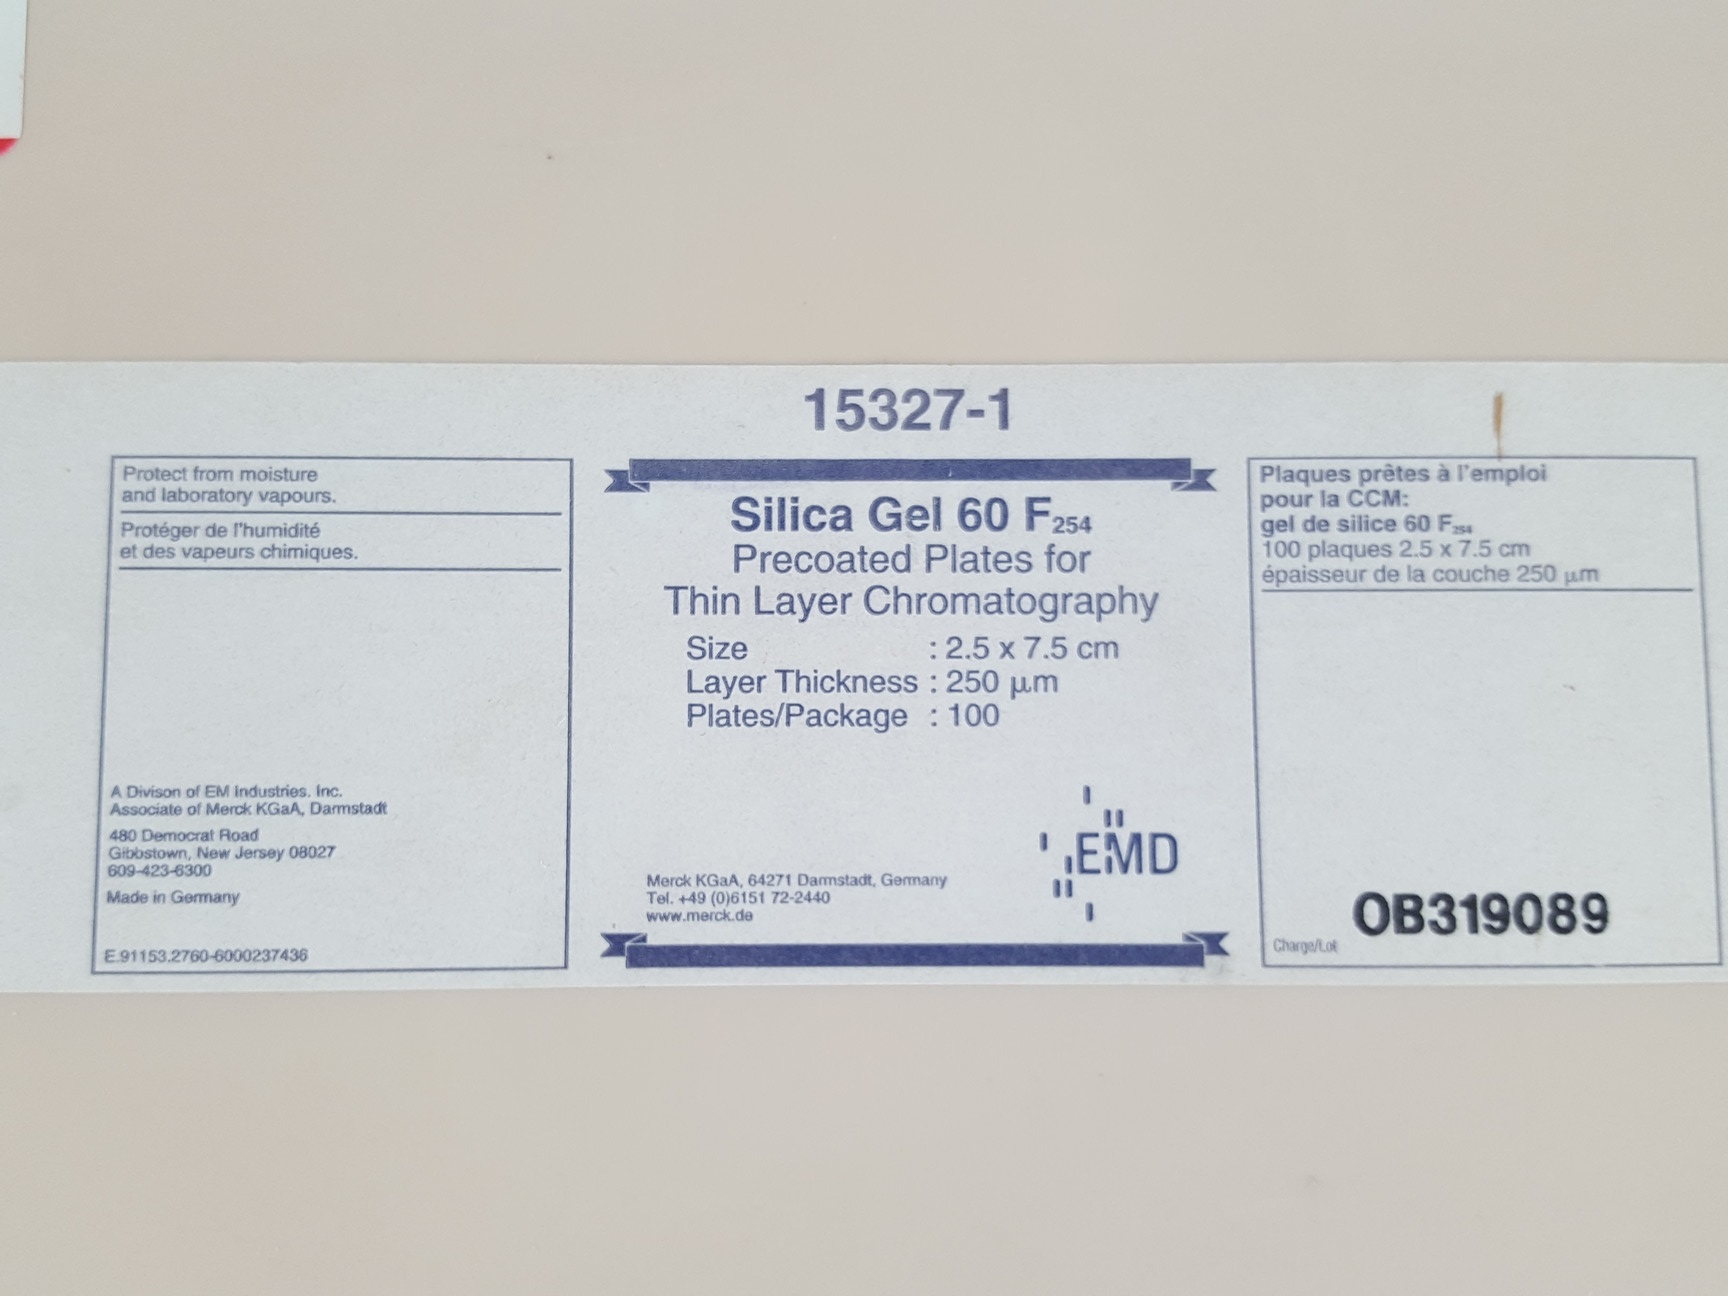 15327-1
Protect from moisture
and laboratory vapours.
Protéger de l'humidité
et des vapeurs chimiques.
A Divison of EM Industries. Inc.
Associate of Merck KGaA, Darmstadt
480 Democrat Road
Gibbstown, New Jersey 08027
609-423-6300
Made in Germany
E.91153.2760-6000237436
Silica Gel 60 F254
Precoated Plates for
Thin Layer Chromatography
Size : 2.5 x 7.5 cm
Layer Thickness : 250 µm
Plates/Package : 100
EMD
Merck KGaA, 64271 Darmstadt, Germany
Tel. +49 (0)6151 72-2440
www.merck.de
Plaques prêtes à l'emploi
pour la CCM:
gel de silice 60 F254
100 plaques 2.5 x 7.5 cm
épaisseur de la couche 250 µm
Charge/Lot OB319089